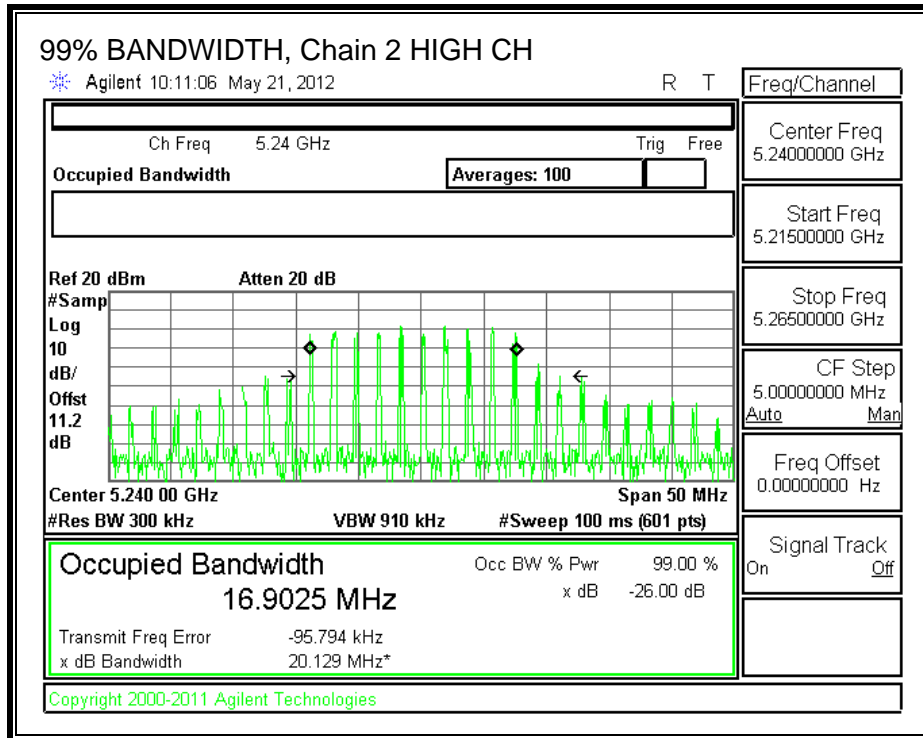 99% BANDWIDTH, Chain 2 HIGH CH
Agilent 10:11:06 May 21, 2012 R T
Freq/Channel
Ch Freq 5.24 GHz Trig Free
Occupied Bandwidth Averages: 100
Center Freq
5.24000000 GHz
Start Freq
5.21500000 GHz
Stop Freq
5.26500000 GHz
CF Step
5.00000000 MHz
Auto Man
Freq Offset
0.00000000 Hz
Signal Track
On Off
Ref 20 dBm Atten 20 dB
#Samp
Log
10
dB/
Offst
11.2
dB
Center 5.240 00 GHz Span 50 MHz
#Res BW 300 kHz VBW 910 kHz #Sweep 100 ms (601 pts)
Occupied Bandwidth Occ BW % Pwr 99.00 %
16.9025 MHz x dB -26.00 dB
Transmit Freq Error -95.794 kHz
x dB Bandwidth 20.129 MHz*
Copyright 2000-2011 Agilent Technologies